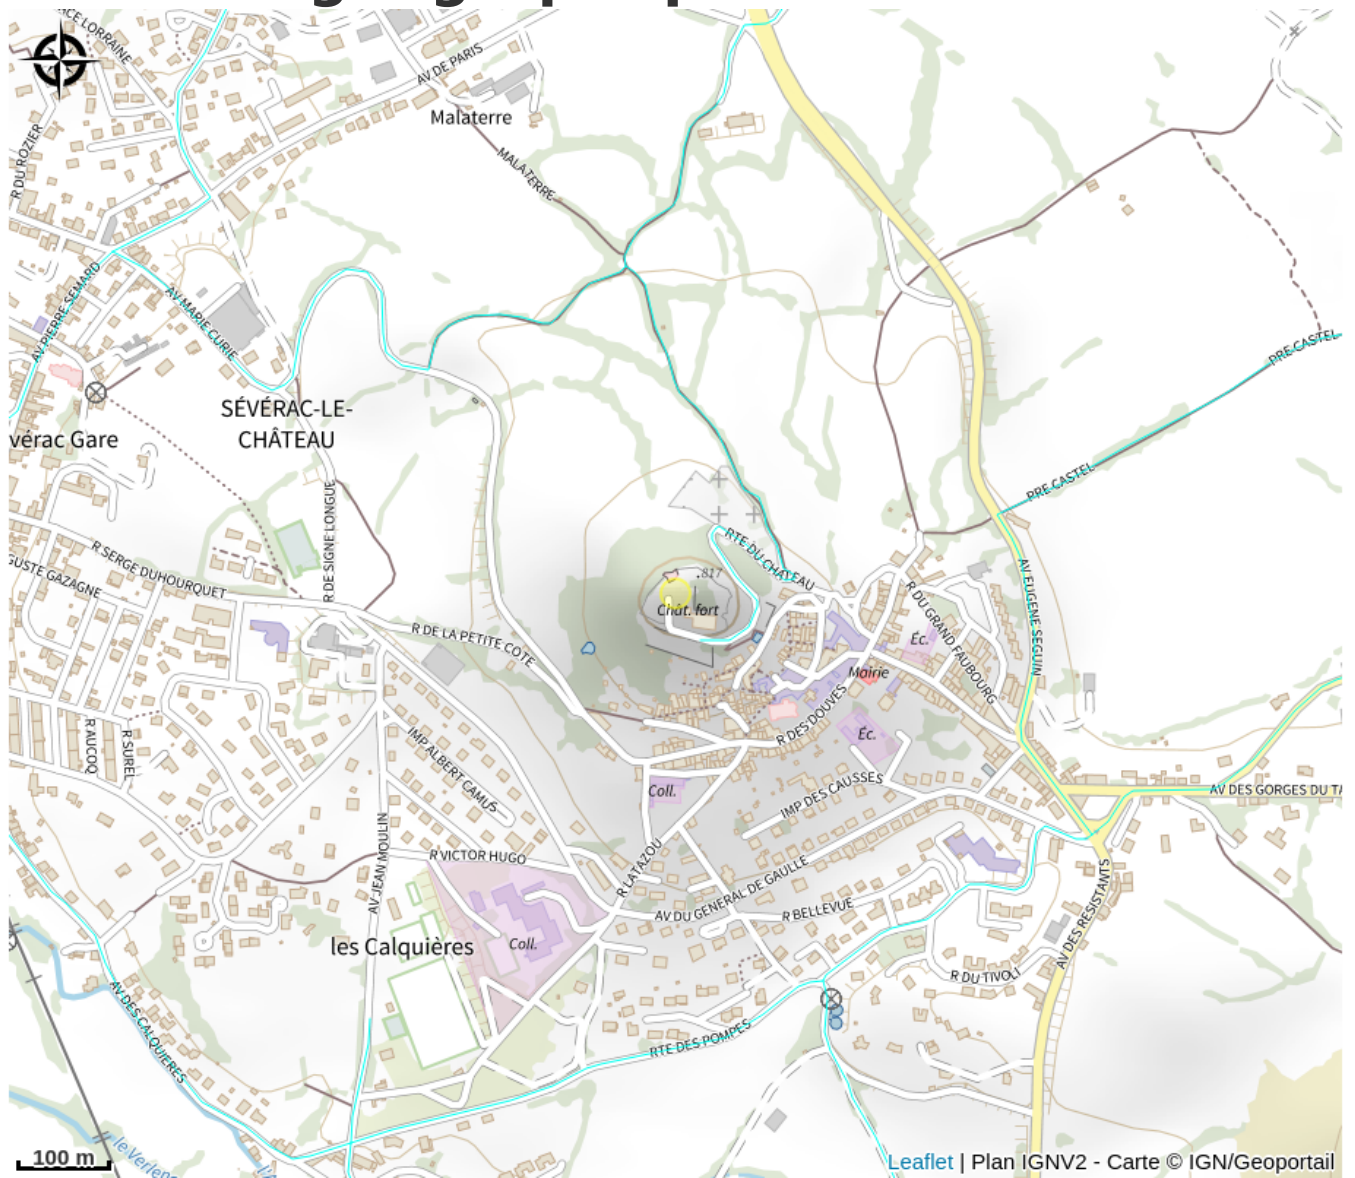 LORRAINE
AV DE PARIS
Malaterre
R DU ROZIER
MALATERRE
AV PIERRE SEMARD
AV MARIE CURIE
PRE CASTEL
SÉVÉRAC-LE-
CHÂTEAU
vérac Gare
PRE CASTEL
R DE SIGNE LONGUE
RTE DU CHATEAU
R SERGE DUHOURQUET
GUSTE GAZAGNE
.817
Chât. fort
AV EUGENE SEGUIN
R DU GRAND FAUBOURG
Éc.
R DE LA PETITE COTE
Mairie
R DES DOUVES
Éc.
R AUCOQ
R SUREL
IMP ALBERT CAMUS
Coll.
IMP DES CAUSSES
AV DES GORGES DU TA
AV JEAN MOULIN
R VICTOR HUGO
R LATAZOU
AV DU GENERAL DE GAULLE
R BELLEVUE
AV DES RESISTANTS
les Calquières
Coll.
R DU TIVOLI
AV DES CALQUIERES
RTE DES POMPES
le Verlenc
100 m
Leaflet | Plan IGNV2 - Carte © IGN/Geoportail